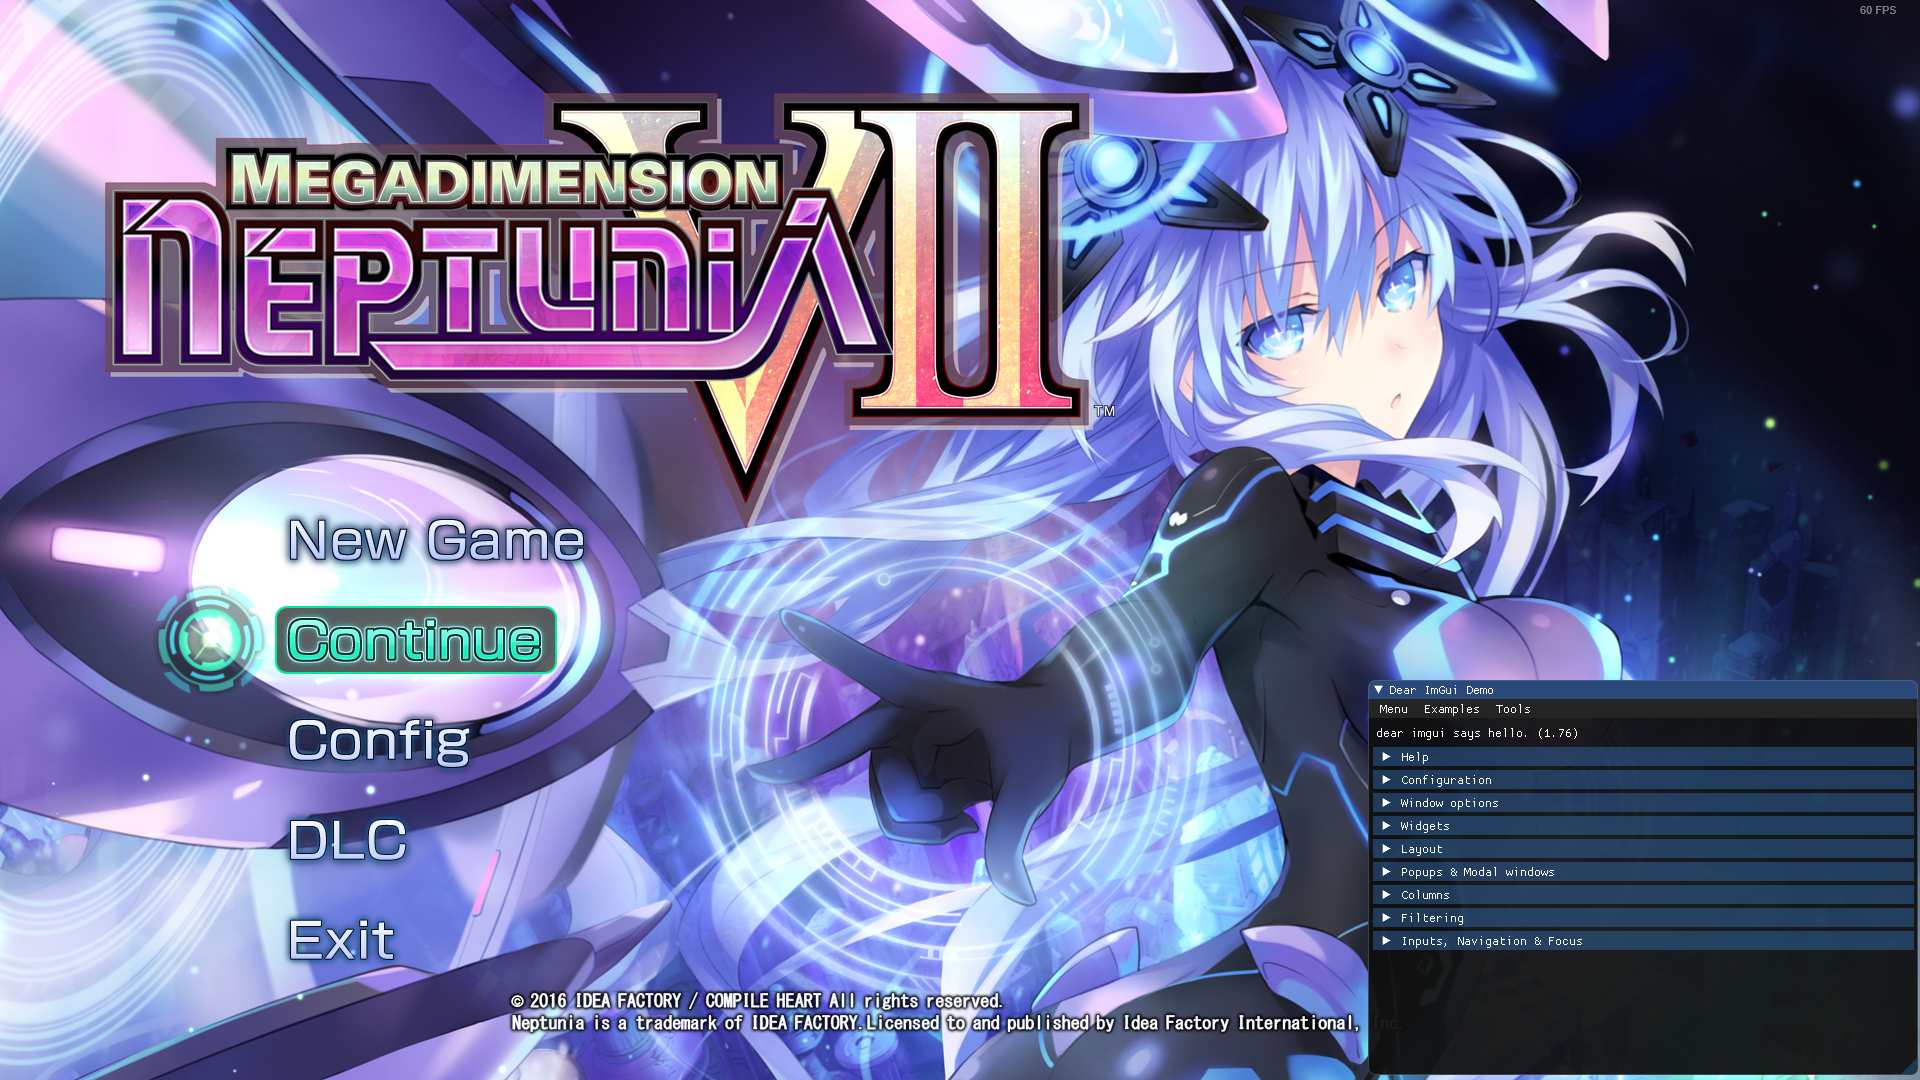 60 FPS
MEGADIMENSION
NEPTUNIA
VII
TM
New Game
Continue
Config
DLC
Exit
© 2016 IDEA FACTORY / COMPILE HEART All rights reserved.
Neptunia is a trademark of IDEA FACTORY.Licensed to and published by Idea Factory International, Inc.
Dear ImGui Demo
Menu Examples Tools
dear imgui says hello. (1.76)
Help
Configuration
Window options
Widgets
Layout
Popups & Modal windows
Columns
Filtering
Inputs, Navigation & Focus